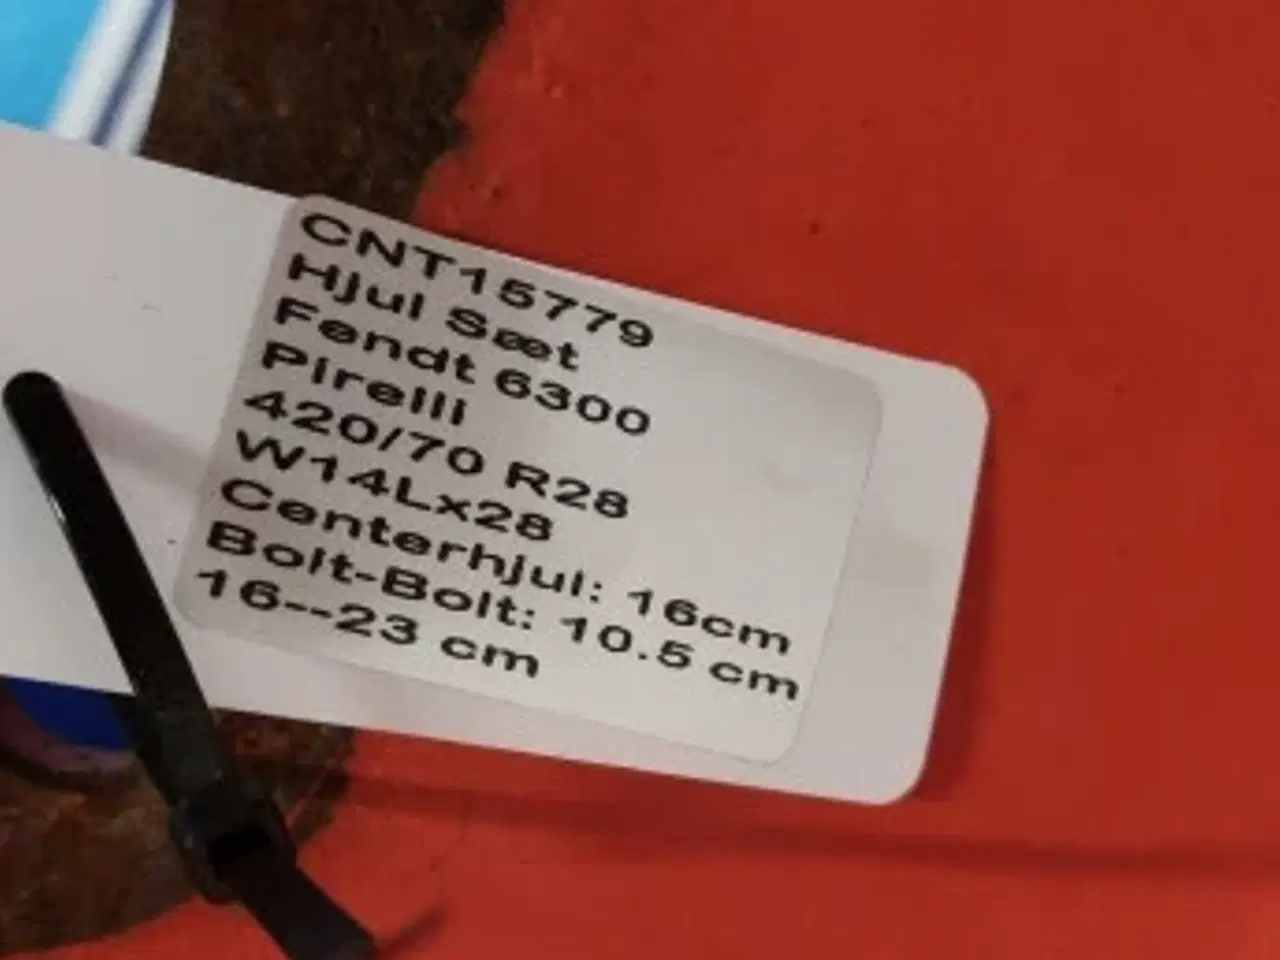 CNT15779
Hjul Sæt
Fendt 6300
Pirelli
420/70 R28
W14Lx28
Centerhjul: 16cm
Bolt-Bolt: 10.5 cm
16--23 cm